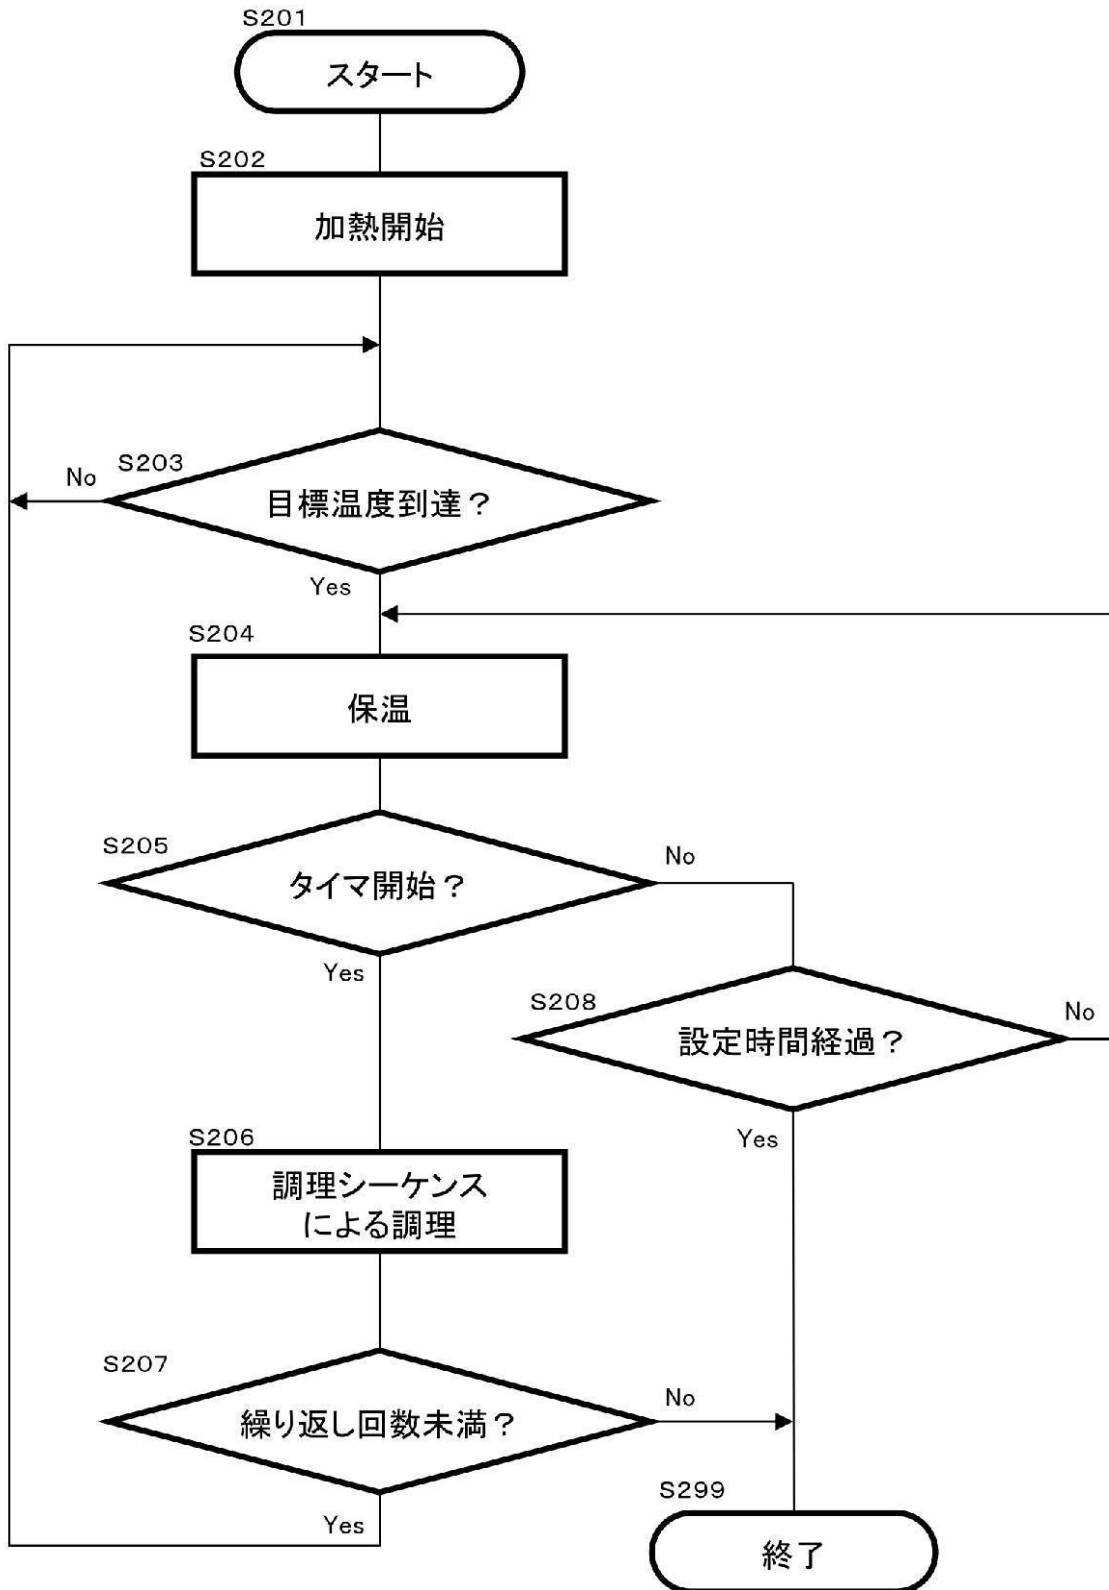 S201
スタート
S202
加熱開始
S203
No
目標温度到達？
Yes
S204
保温
S205
タイマ開始？
No
Yes
S208
設定時間経過？
No
Yes
S206
調理シーケンス
による調理
S207
繰り返し回数未満？
No
Yes
S299
終了